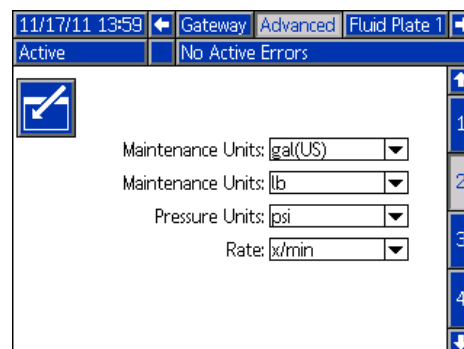 11/17/11 13:59 Gateway Advanced Fluid Plate 1
Active No Active Errors
1
Maintenance Units: gal(US)
Maintenance Units: lb
2
Pressure Units: psi
Rate: x/min
3
4